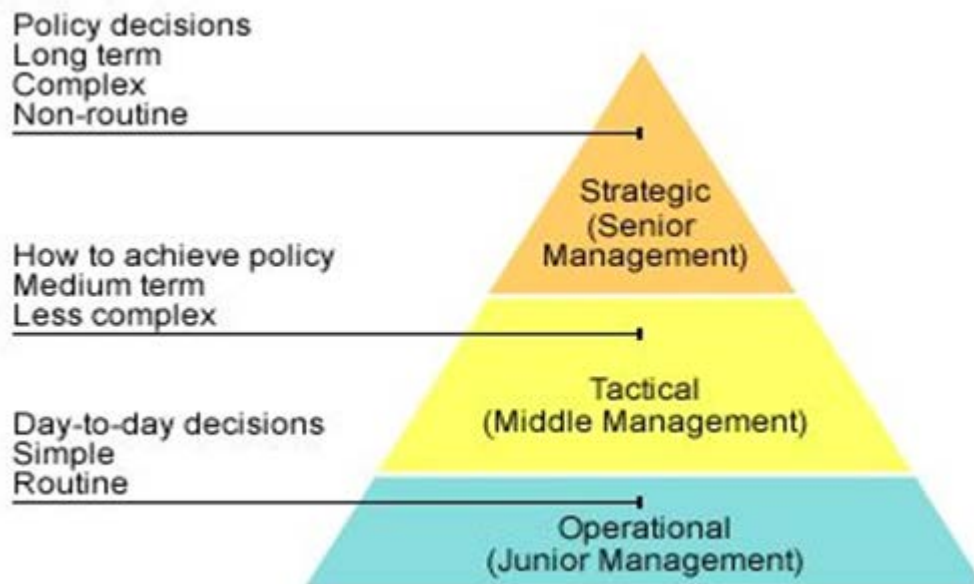 Policy decisions
Long term
Complex
Non-routine
Strategic
(Senior
Management)
How to achieve policy
Medium term
Less complex
Tactical
(Middle Management)
Day-to-day decisions
Simple
Routine
Operational
(Junior Management)